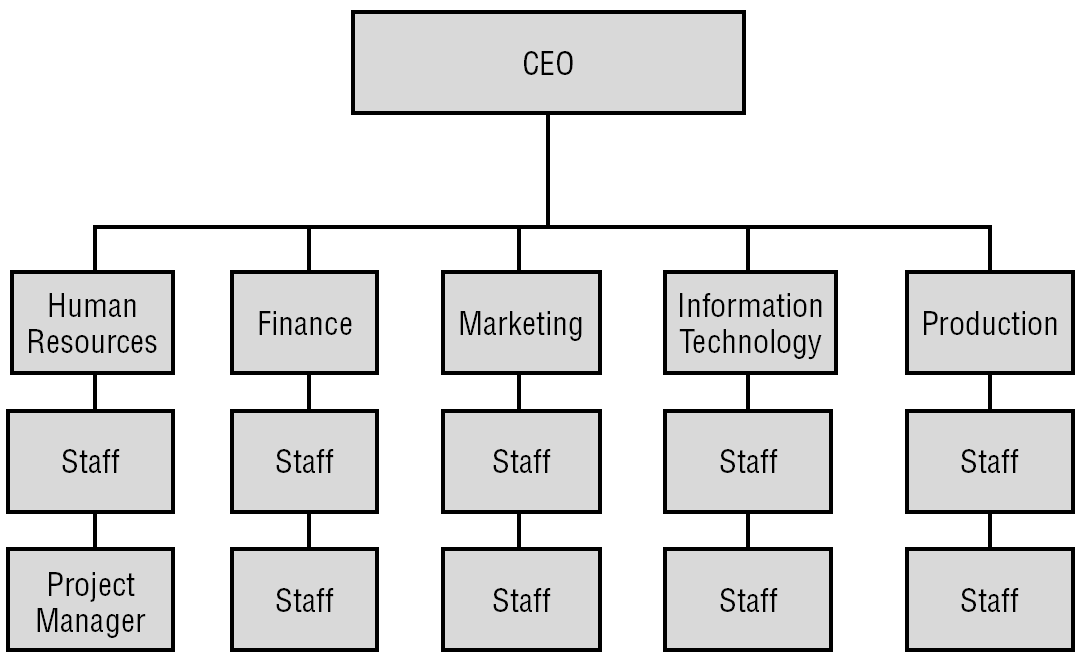 CEO
Human
Resources
Finance
Marketing
Information
Technology
Production
Staff
Staff
Staff
Staff
Staff
Project
Manager
Staff
Staff
Staff
Staff